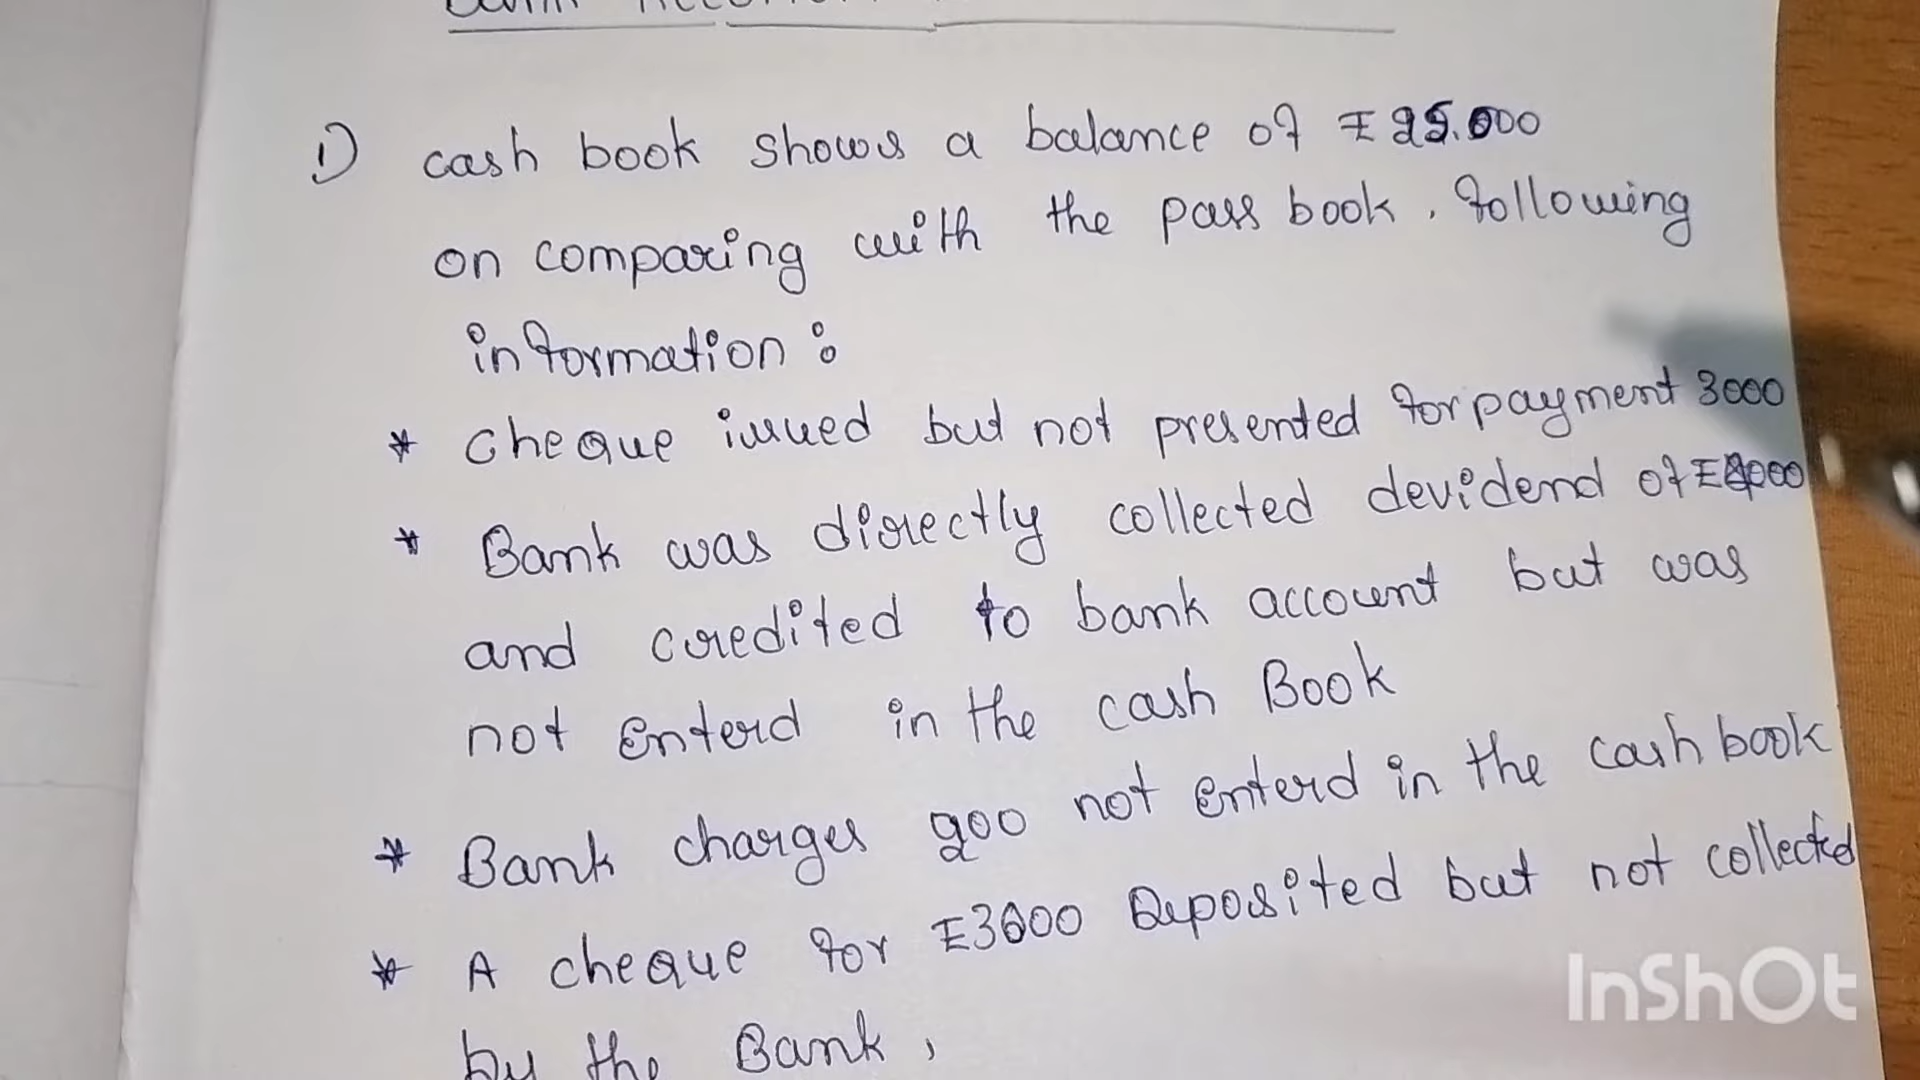 1) cash book shows a balance of ₹25.000
on comparing with the pass book. following
information:
* cheque issued but not presented for payment 3000
* Bank was directly collected devidend of ₹
and credited to bank account but was
not enterd in the cash Book
* Bank charges not enterd in the cash book
* A cheque for Deposited but not collected
by the Bank,
InShOt